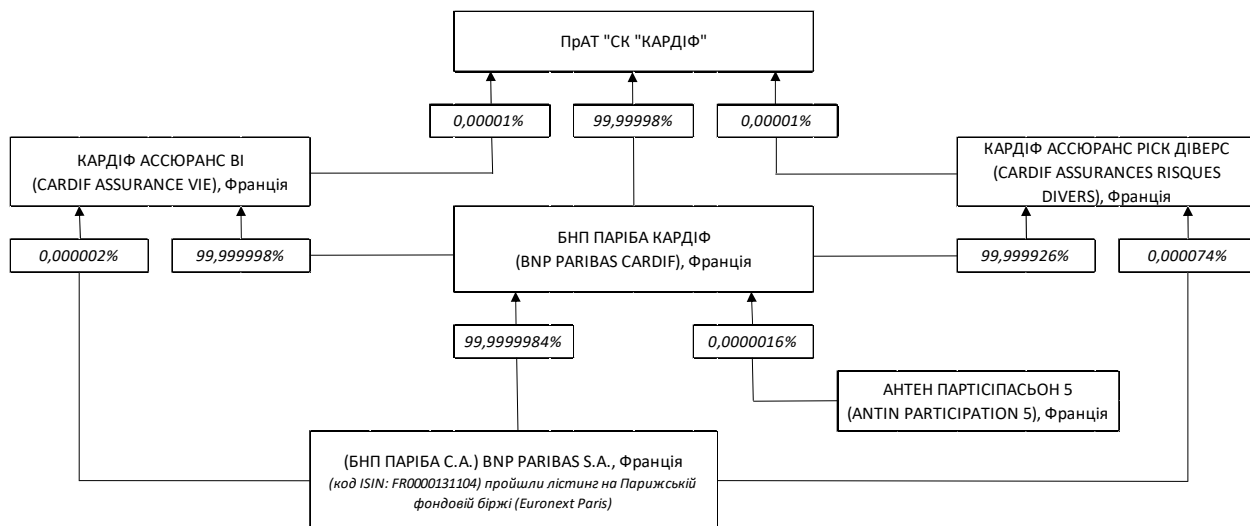 ПрАТ "СК "КАРДІФ"
0,00001%
99,99998%
0,00001%
КАРДІФ АССЮРАНС ВІ
(CARDIF ASSURANCE VIE), Франція
КАРДІФ АССЮРАНС РІСК ДІВЕРС
(CARDIF ASSURANCES RISQUES
DIVERS), Франція
0,000002%
99,999998%
БНП ПАРІБА КАРДІФ
(BNP PARIBAS CARDIF), Франція
99,999926%
0,000074%
99,9999984%
0,0000016%
АНТЕН ПАРТІСІПАСЬОН 5
(ANTIN PARTICIPATION 5), Франція
(БНП ПАРІБА С.А.) BNP PARIBAS S.A., Франція
(код ISIN: FR0000131104) пройшли лістинг на Парижській
фондовій біржі (Euronext Paris)